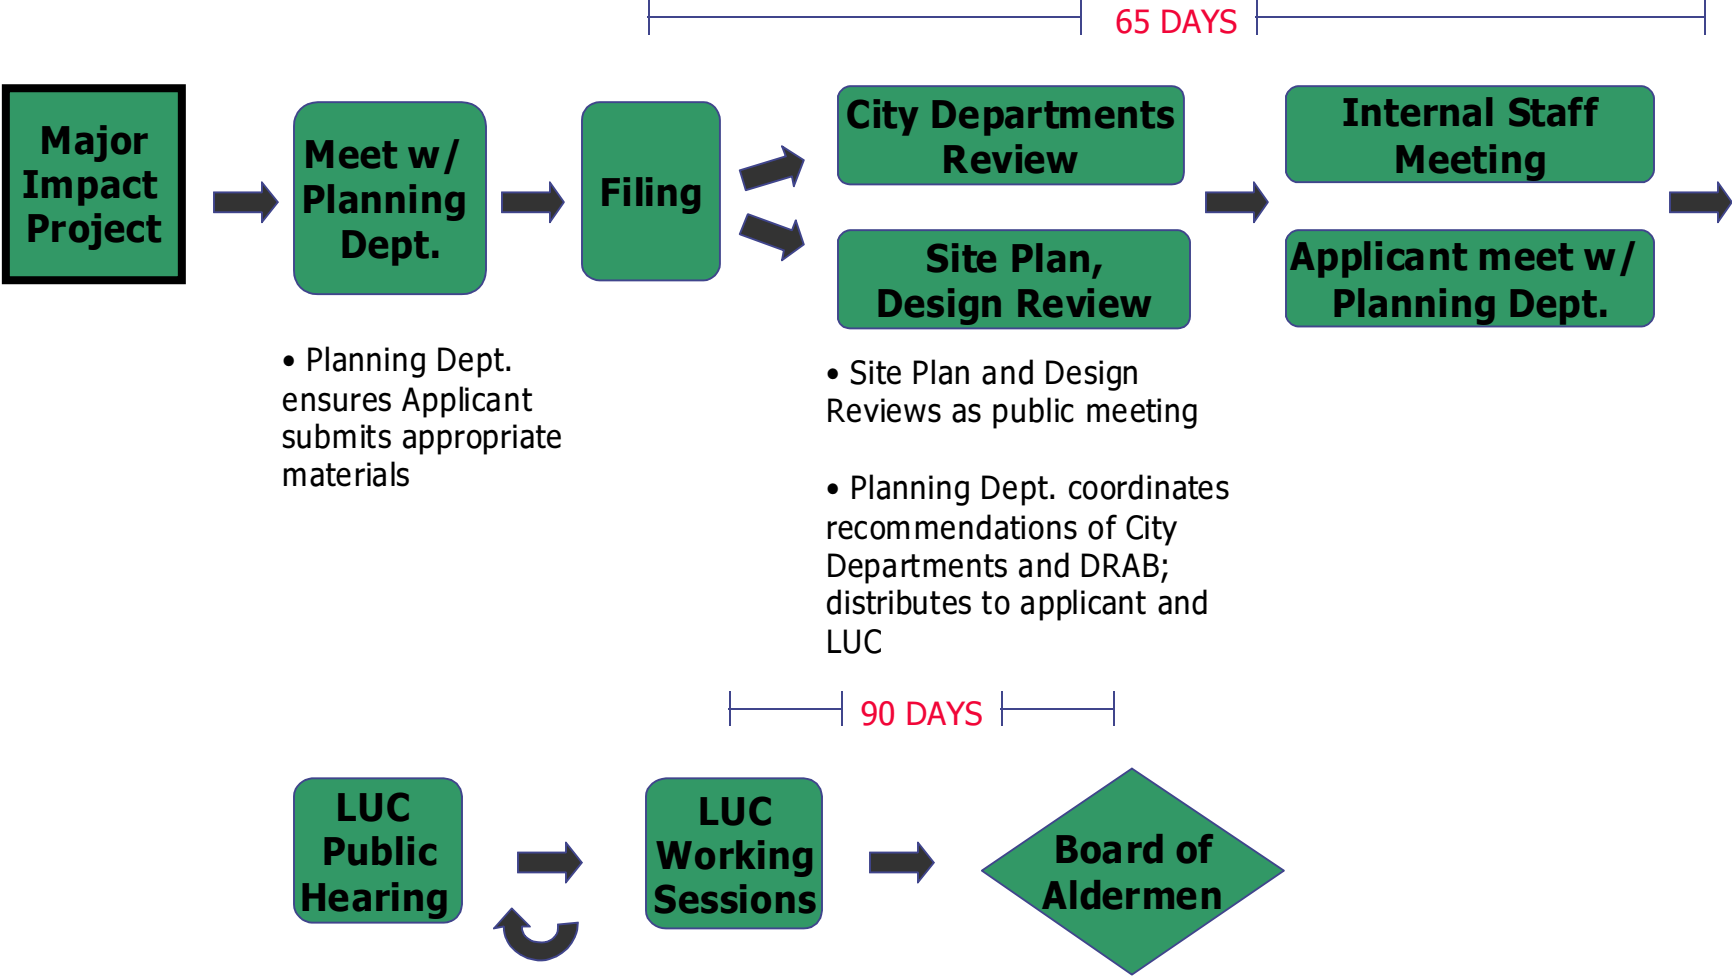 65 DAYS
Major
Impact
Project
Meet w/
Planning
Dept.
Filing
City Departments
Review
Site Plan,
Design Review
Internal Staff
Meeting
Applicant meet w/
Planning Dept.
• Planning Dept.
ensures Applicant
submits appropriate
materials
• Site Plan and Design
Reviews as public meeting
• Planning Dept. coordinates
recommendations of City
Departments and DRAB;
distributes to applicant and
LUC
90 DAYS
LUC
Public
Hearing
LUC
Working
Sessions
Board of
Aldermen